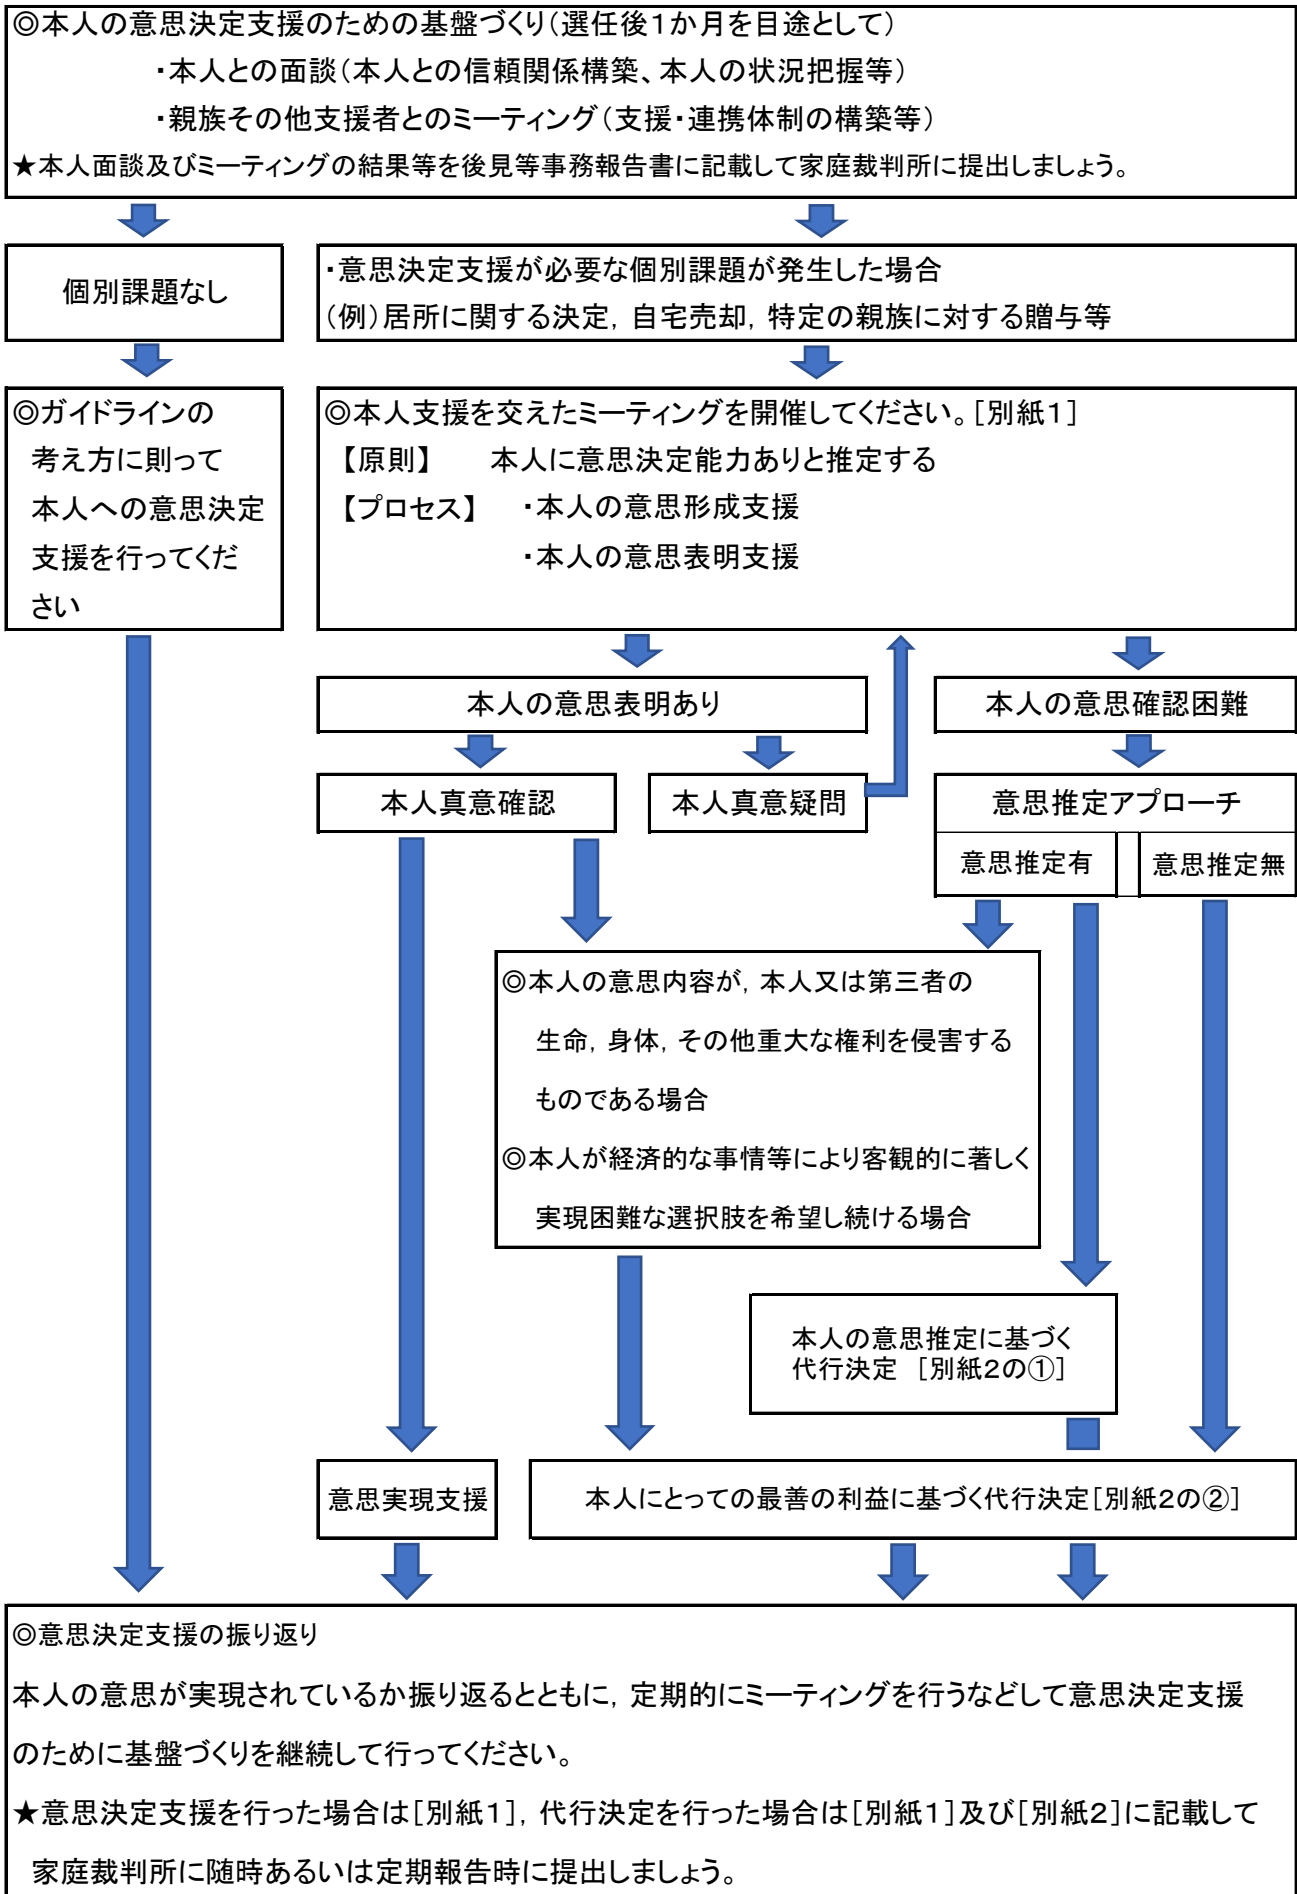 ◎本人の意思決定支援のための基盤づくり(選任後1か月を目途として)
・本人との面談(本人との信頼関係構築、本人の状況把握等)
・親族その他支援者とのミーティング(支援・連携体制の構築等)
★本人面談及びミーティングの結果等を後見等事務報告書に記載して家庭裁判所に提出しましょう。
個別課題なし
・意思決定支援が必要な個別課題が発生した場合
(例)居所に関する決定,自宅売却,特定の親族に対する贈与等
◎ガイドラインの
考え方に則って
本人への意思決定
支援を行ってくだ
さい
◎本人支援を交えたミーティングを開催してください。[別紙1]
【原則】 本人に意思決定能力ありと推定する
【プロセス】 ・本人の意思形成支援
・本人の意思表明支援
本人の意思表明あり
本人の意思確認困難
本人真意確認
本人真意疑問
意思推定アプローチ
意思推定有
意思推定無
◎本人の意思内容が,本人又は第三者の
生命,身体,その他重大な権利を侵害する
ものである場合
◎本人が経済的な事情等により客観的に著しく
実現困難な選択肢を希望し続ける場合
本人の意思推定に基づく
代行決定 [別紙2の①]
意思実現支援
本人にとっての最善の利益に基づく代行決定[別紙2の②]
◎意思決定支援の振り返り
本人の意思が実現されているか振り返るとともに,定期的にミーティングを行うなどして意思決定支援
のために基盤づくりを継続して行ってください。
★意思決定支援を行った場合は[別紙1],代行決定を行った場合は[別紙1]及び[別紙2]に記載して
家庭裁判所に随時あるいは定期報告時に提出しましょう。